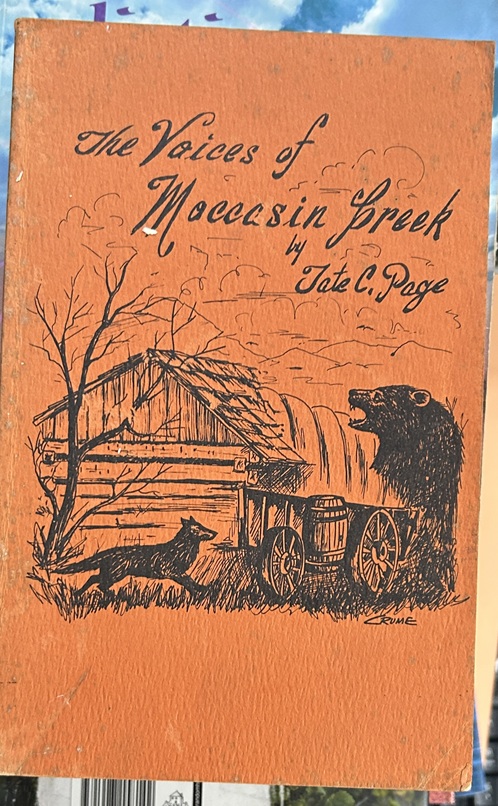 The Voices of
Moccasin Creek
by
Tate C. Page
CRUME